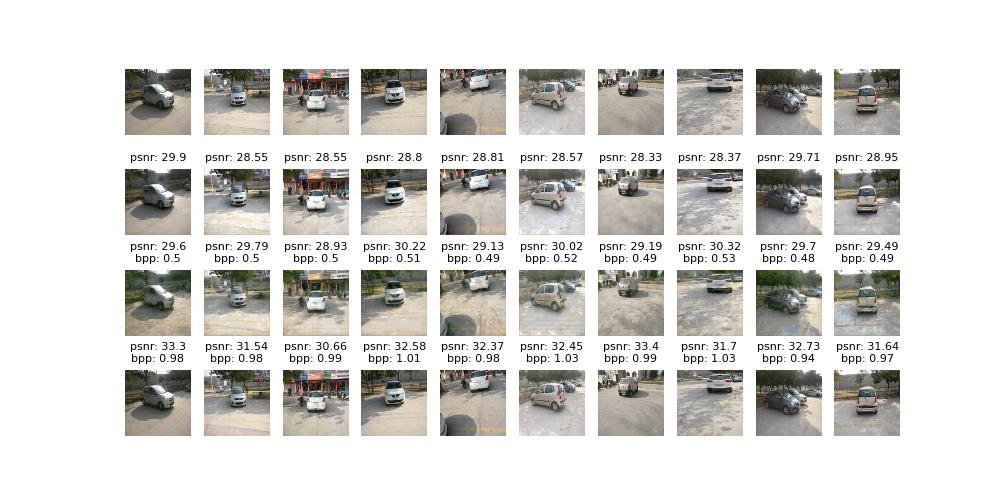 psnr: 29.9 psnr: 28.55 psnr: 28.55 psnr: 28.8 psnr: 28.81 psnr: 28.57 psnr: 28.33 psnr: 28.37 psnr: 29.71 psnr: 28.95
psnr: 29.6 psnr: 29.79 psnr: 28.93 psnr: 30.22 psnr: 29.13 psnr: 30.02 psnr: 29.19 psnr: 30.32 psnr: 29.7 psnr: 29.49
bpp: 0.5 bpp: 0.5 bpp: 0.5 bpp: 0.51 bpp: 0.49 bpp: 0.52 bpp: 0.49 bpp: 0.53 bpp: 0.48 bpp: 0.49
psnr: 33.3 psnr: 31.54 psnr: 30.66 psnr: 32.58 psnr: 32.37 psnr: 32.45 psnr: 33.4 psnr: 31.7 psnr: 32.73 psnr: 31.64
bpp: 0.98 bpp: 0.98 bpp: 0.99 bpp: 1.01 bpp: 0.98 bpp: 1.03 bpp: 0.99 bpp: 1.03 bpp: 0.94 bpp: 0.97